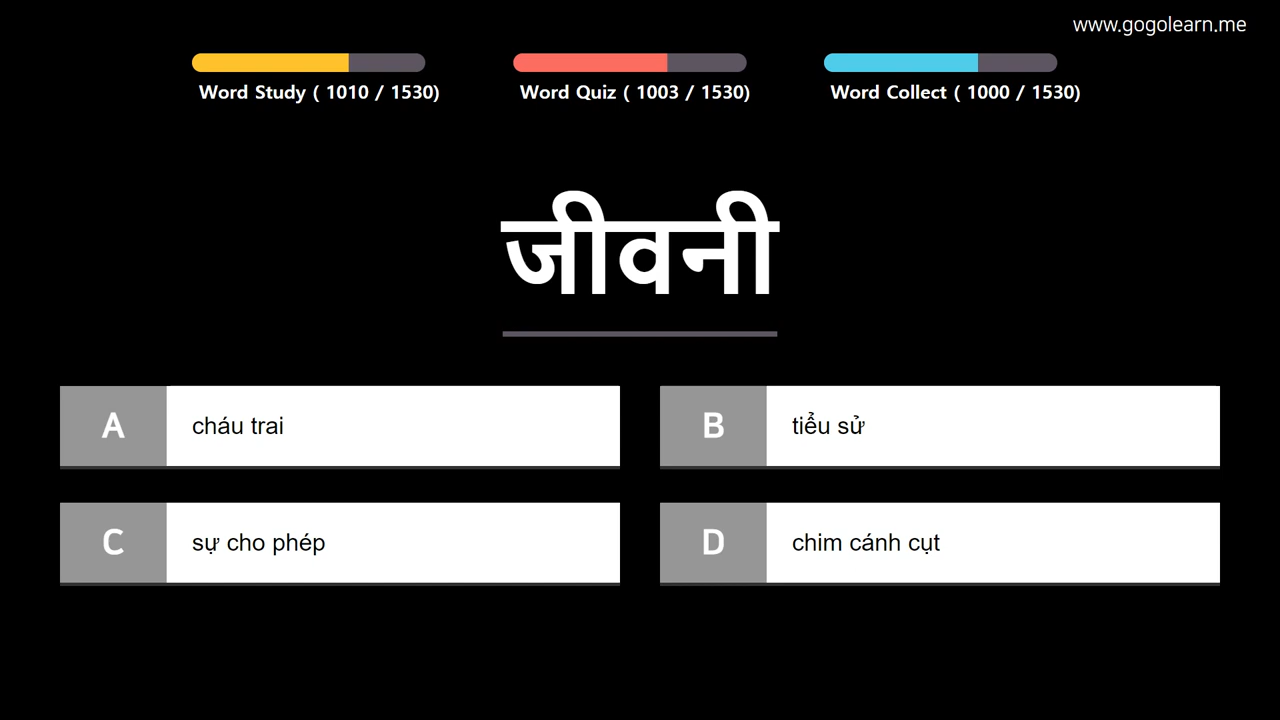 www.gogolearn.me
Word Study ( 1010 / 1530)
Word Quiz ( 1003 / 1530)
Word Collect ( 1000 / 1530)
जीवनी
A cháu trai
B tiểu sử
C sự cho phép
D chim cánh cụt